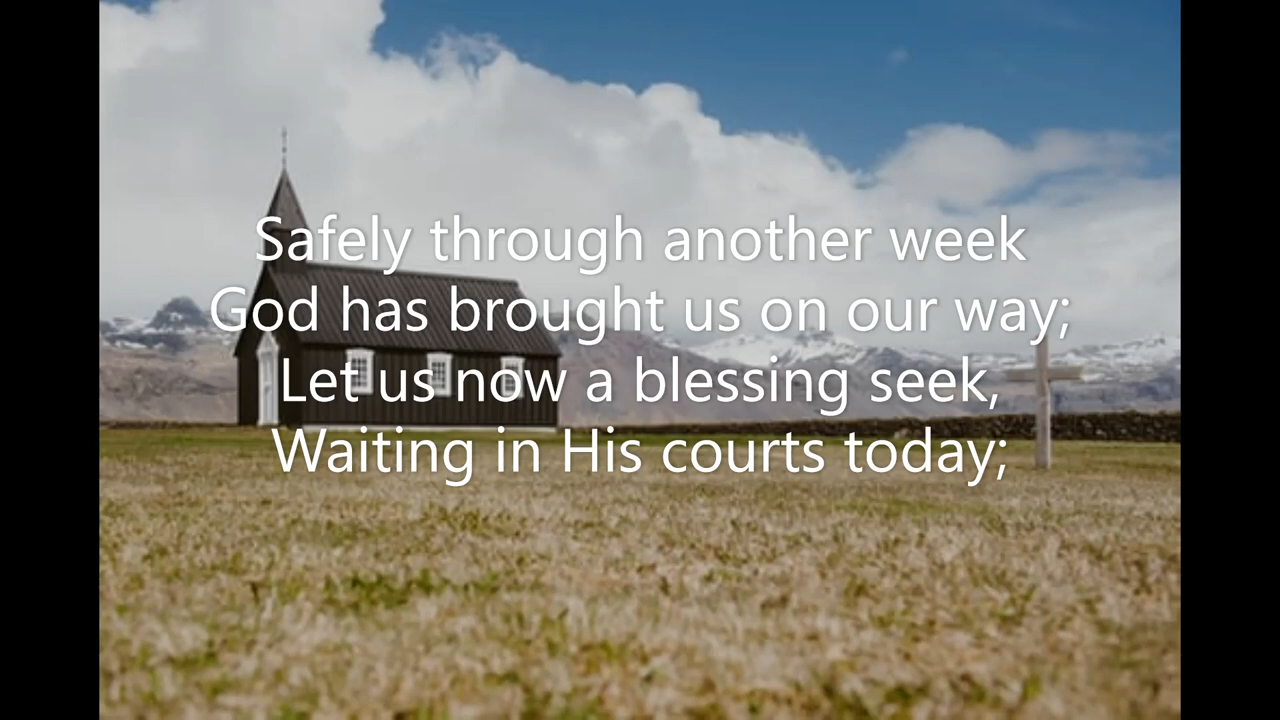 Safely through another week
God has brought us on our way;
Let us now a blessing seek,
Waiting in His courts today;